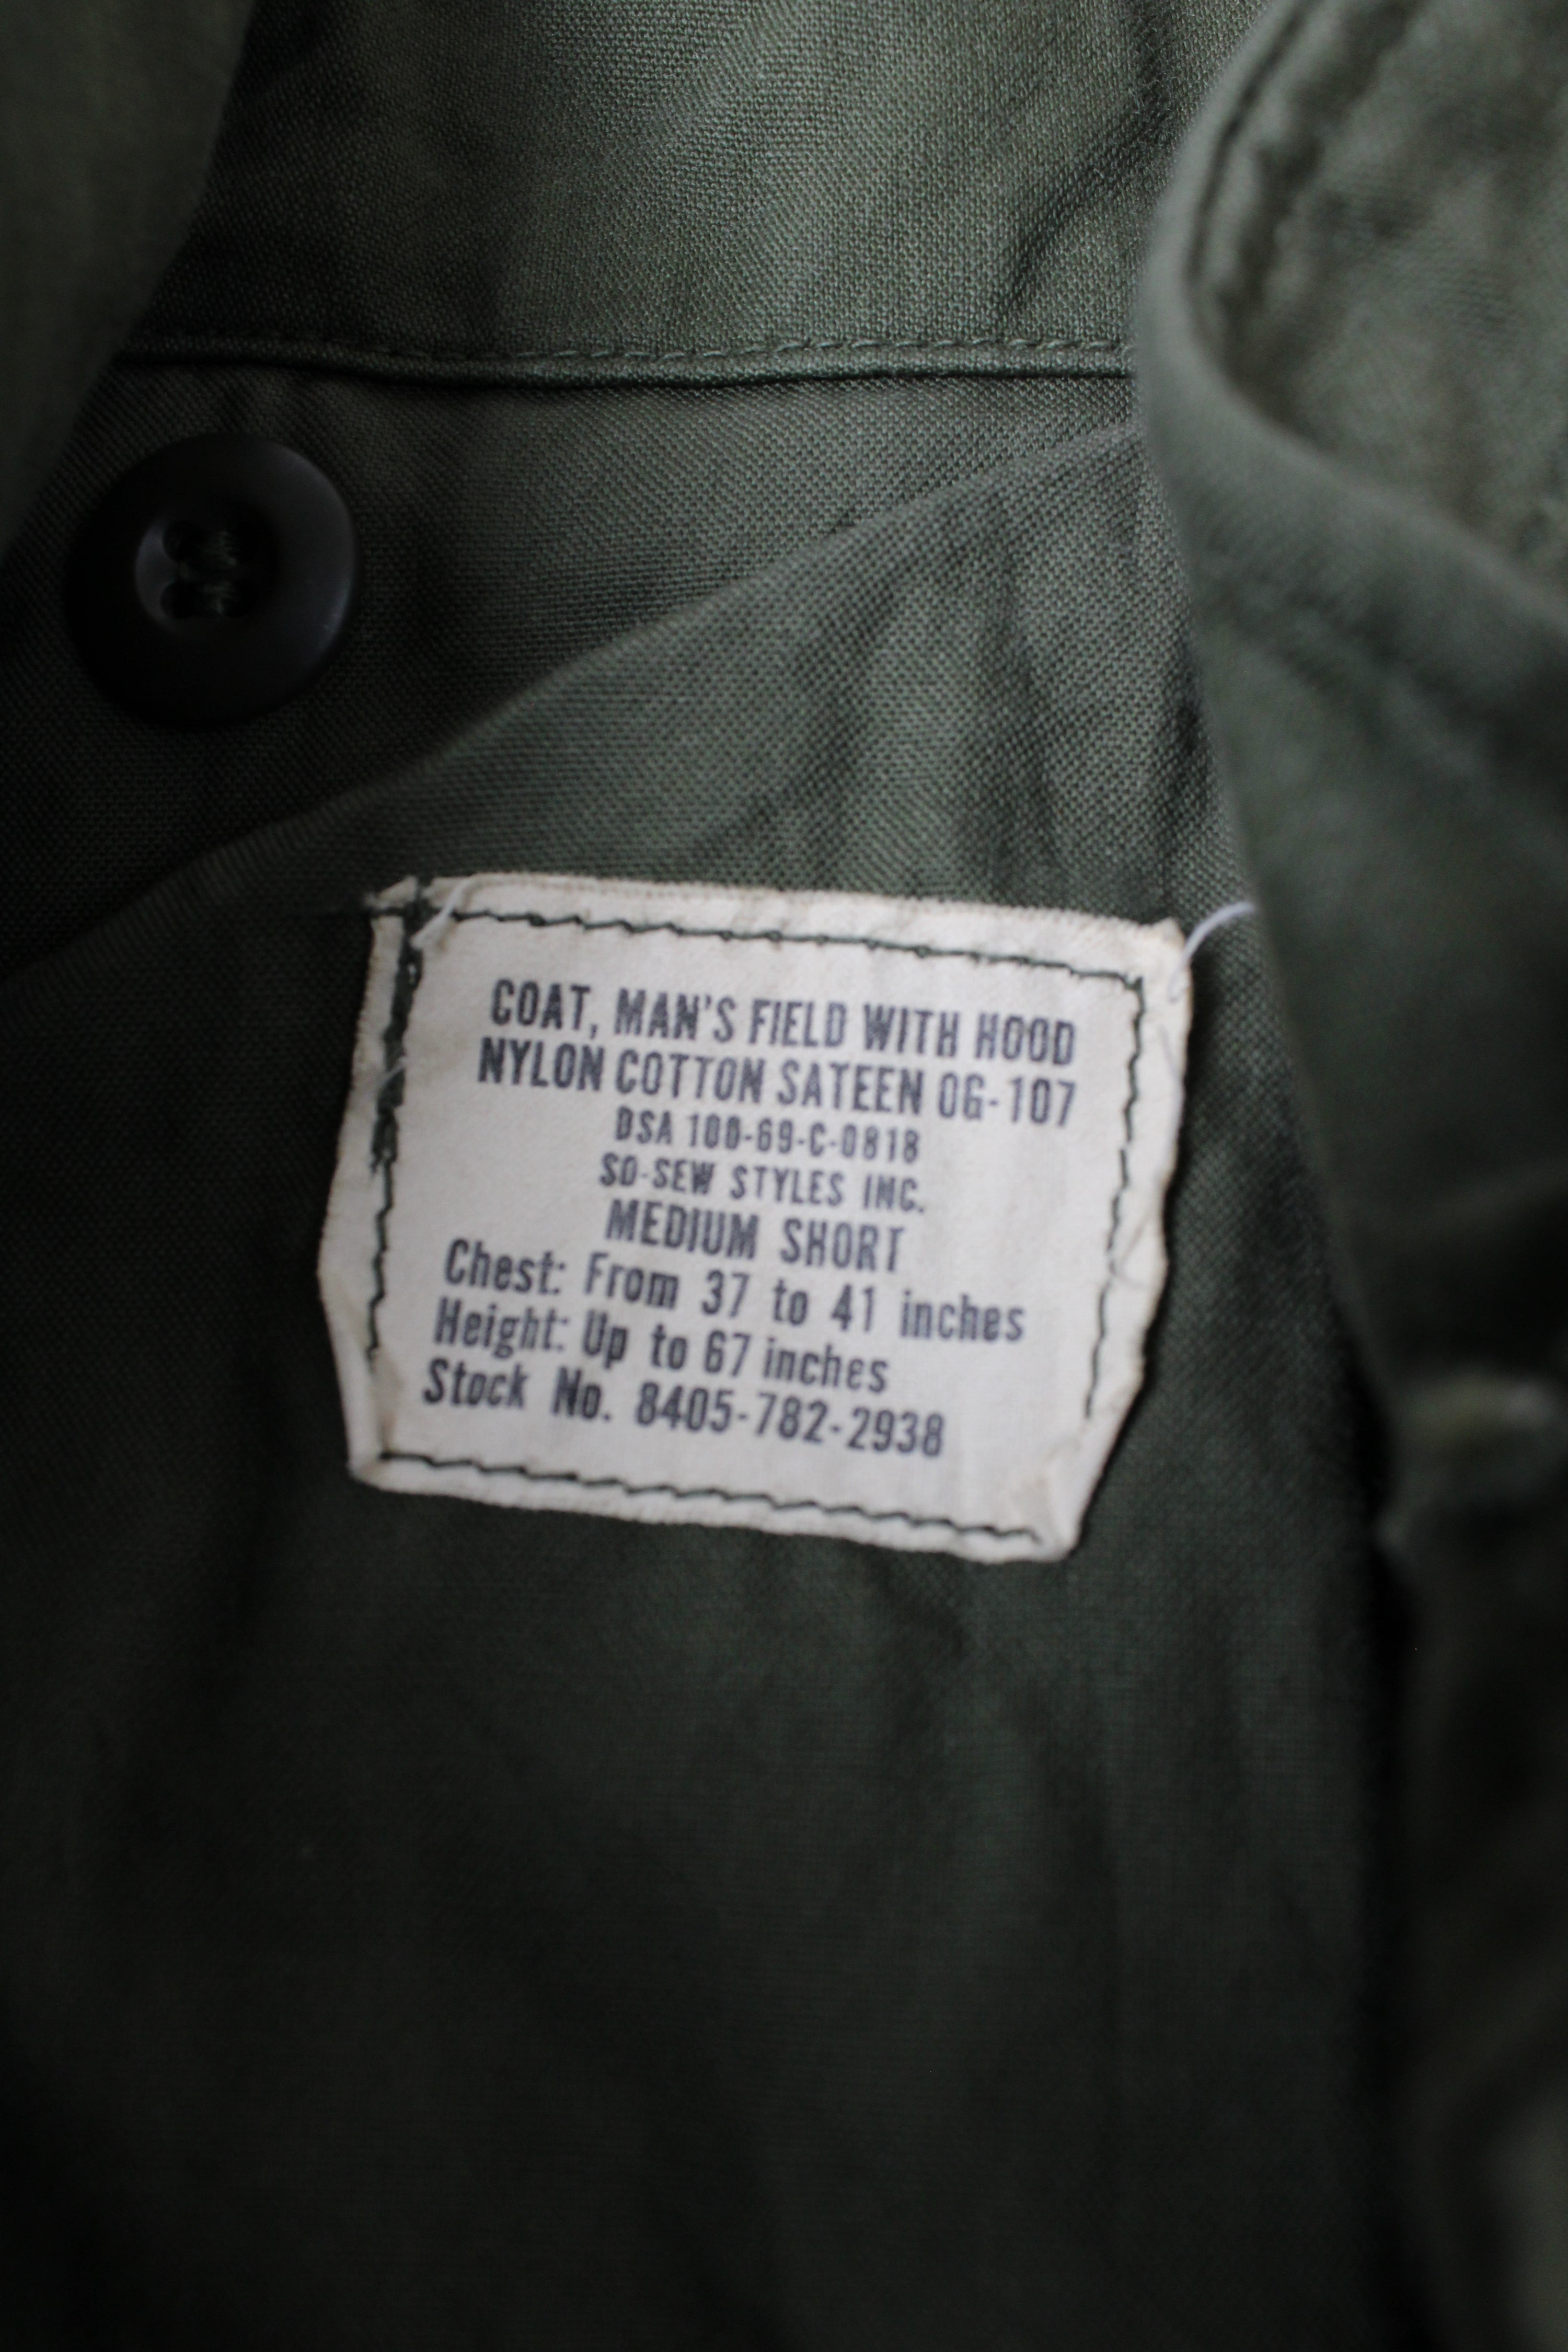 COAT, MAN'S FIELD WITH HOOD
NYLON COTTON SATEEN OG-107
DSA 100-69-C-0818
SO-SEW STYLES INC.
MEDIUM SHORT
Chest: From 37 to 41 inches
Height: Up to 67 inches
Stock No. 8405-782-2938